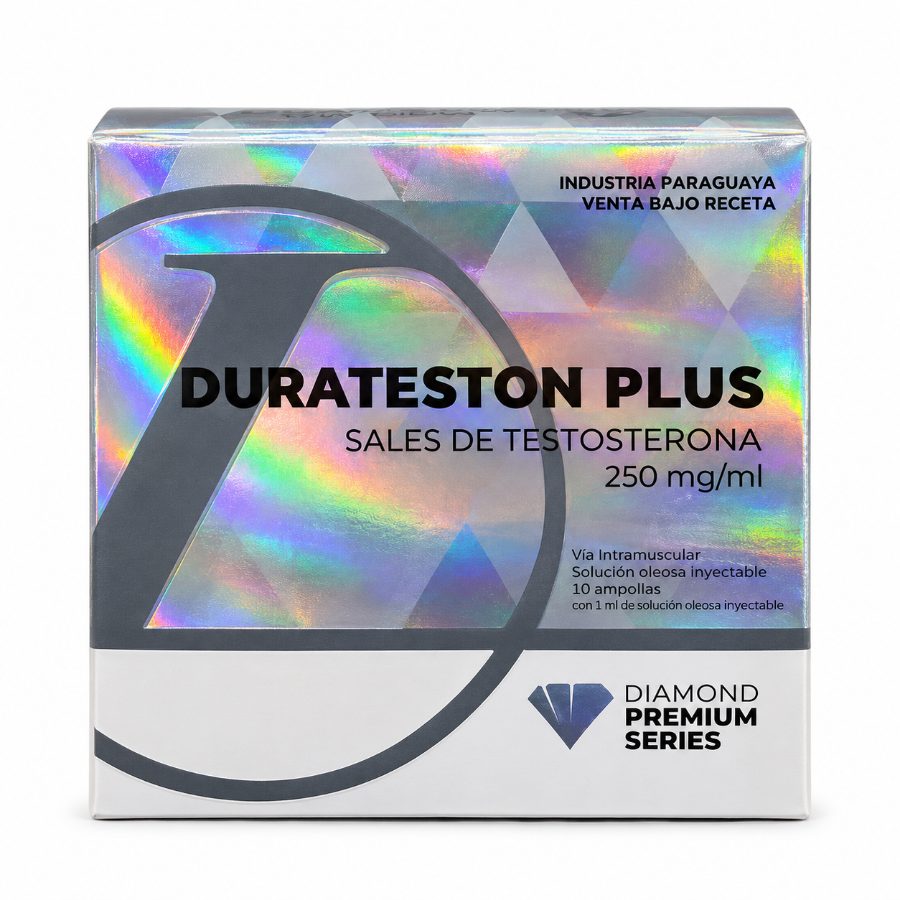 INDUSTRIA PARAGUAYA
VENTA BAJO RECETA
DURATESTON PLUS
SALES DE TESTOSTERONA
250 mg/ml
Vía Intramuscular
Solución oleosa inyectable
10 ampollas
con 1 ml de solución oleosa inyectable
DIAMOND
PREMIUM
SERIES